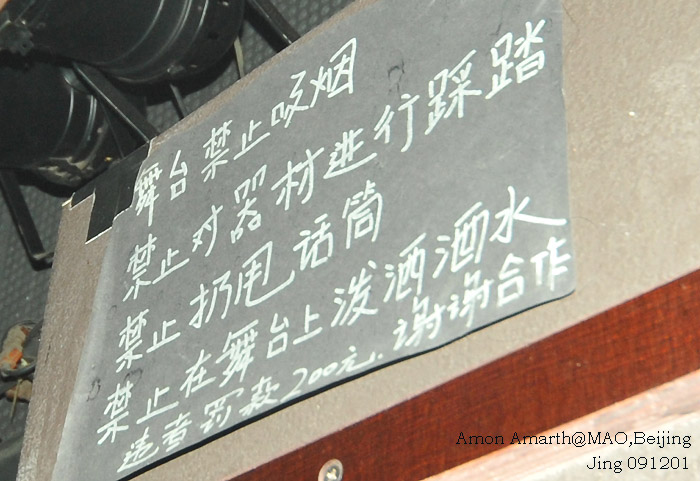 舞台禁止吸烟
禁止对器材进行踩踏
禁止扔甩话筒
禁止在舞台上泼洒酒水
违者罚款200元.谢谢合作
Amon Amarth@MAO,Beijing
Jing 091201